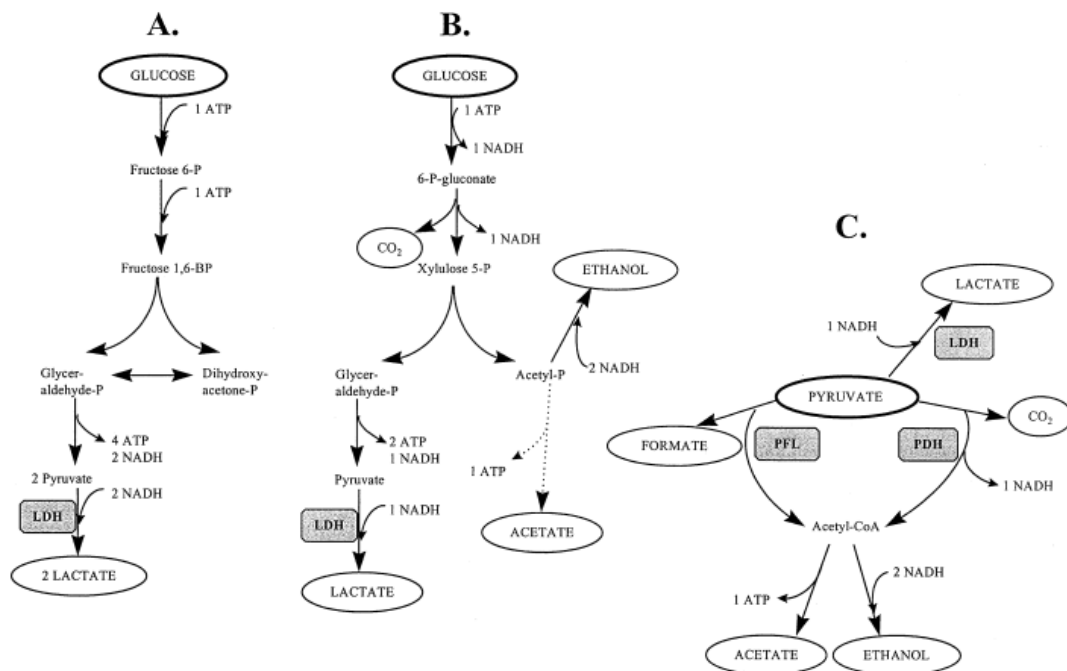 A.
GLUCOSE
1 ATP
Fructose 6-P
1 ATP
Fructose 1,6-BP
Glycer-
aldehyde-P
Dihydroxy-
acetone-P
4 ATP
2 NADH
2 Pyruvate
2 NADH
LDH
2 LACTATE
B.
GLUCOSE
1 ATP
1 NADH
6-P-gluconate
CO2
1 NADH
Xylulose 5-P
ETHANOL
2 NADH
Glycer-
aldehyde-P
Acetyl-P
2 ATP
1 NADH
1 ATP
Pyruvate
1 NADH
LDH
ACETATE
LACTATE
C.
LACTATE
1 NADH
LDH
PYRUVATE
CO2
FORMATE
PFL
PDH
1 NADH
Acetyl-CoA
2 NADH
1 ATP
ACETATE
ETHANOL